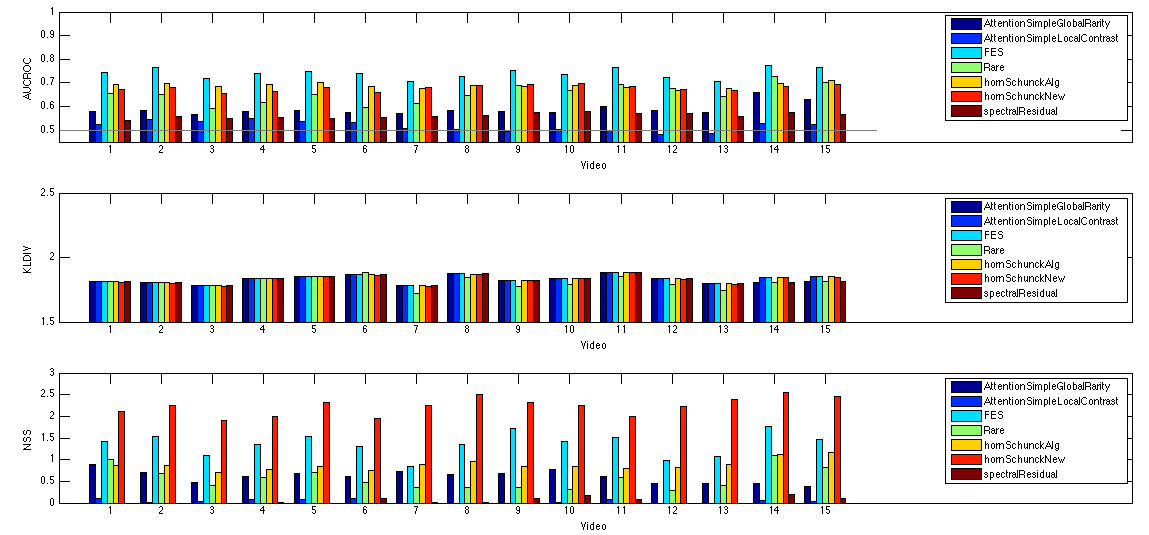 1
0.9
0.8
0.7
0.6
0.5
AUCROC
1 2 3 4 5 6 7 8 9 10 11 12 13 14 15
Video
AttentionSimpleGlobalRarity
AttentionSimpleLocalContrast
FES
Rare
hornSchunckAlg
hornSchunckNew
spectralResidual
2.5
2
1.5
KLDIV
1 2 3 4 5 6 7 8 9 10 11 12 13 14 15
Video
AttentionSimpleGlobalRarity
AttentionSimpleLocalContrast
FES
Rare
hornSchunckAlg
hornSchunckNew
spectralResidual
3
2.5
2
1.5
1
0.5
0
NSS
1 2 3 4 5 6 7 8 9 10 11 12 13 14 15
Video
AttentionSimpleGlobalRarity
AttentionSimpleLocalContrast
FES
Rare
hornSchunckAlg
hornSchunckNew
spectralResidual